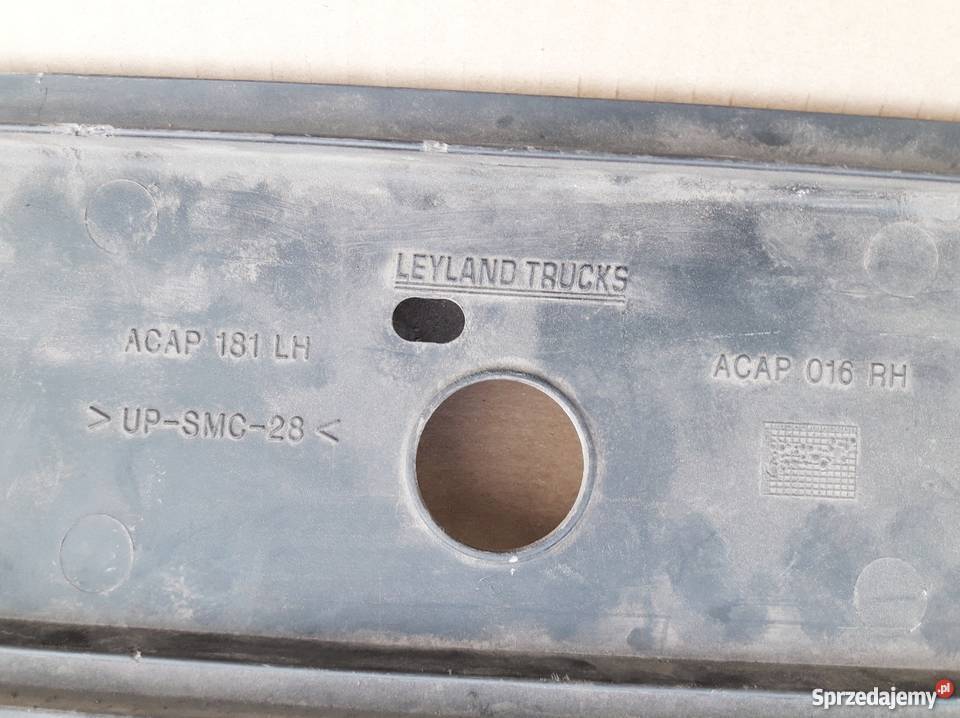 LEYLAND TRUCKS
ACAP 181 LH
ACAP 016 RH
> UP-SMC-28 <
Sprzedajemy.pl